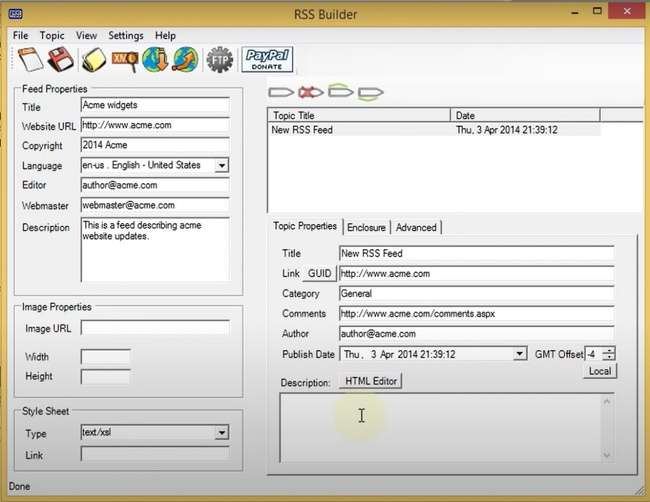 RSS
RSS Builder
File Topic View Settings Help
XML
FTP
PayPal
DONATE
Feed Properties
Title Acme widgets
Website URL http://www.acme.com
Copyright 2014 Acme
Language en-us . English - United States
Editor author@acme.com
Webmaster webmaster@acme.com
Description This is a feed describing acme
website updates.
Image Properties
Image URL
Width
Height
Style Sheet
Type text/xsl
Link
Topic Title Date
New RSS Feed Thu, 3 Apr 2014 21:39:12
Topic Properties Enclosure Advanced
Title New RSS Feed
Link GUID http://www.acme.com
Category General
Comments http://www.acme.com/comments.aspx
Author author@acme.com
Publish Date Thu , 3 Apr 2014 21:39:12 GMT Offset -4
Local
Description: HTML Editor
Done